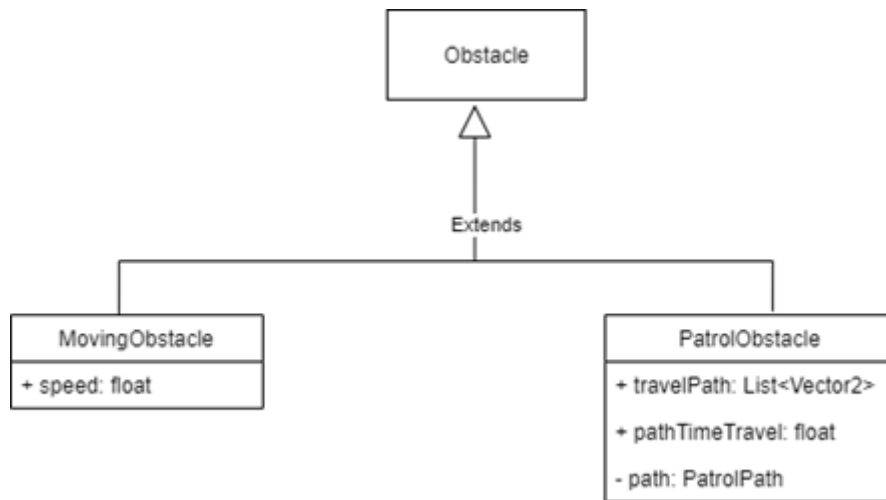 Obstacle
Extends
MovingObstacle
+ speed: float
PatrolObstacle
+ travelPath: List<Vector2>
+ pathTimeTravel: float
- path: PatrolPath